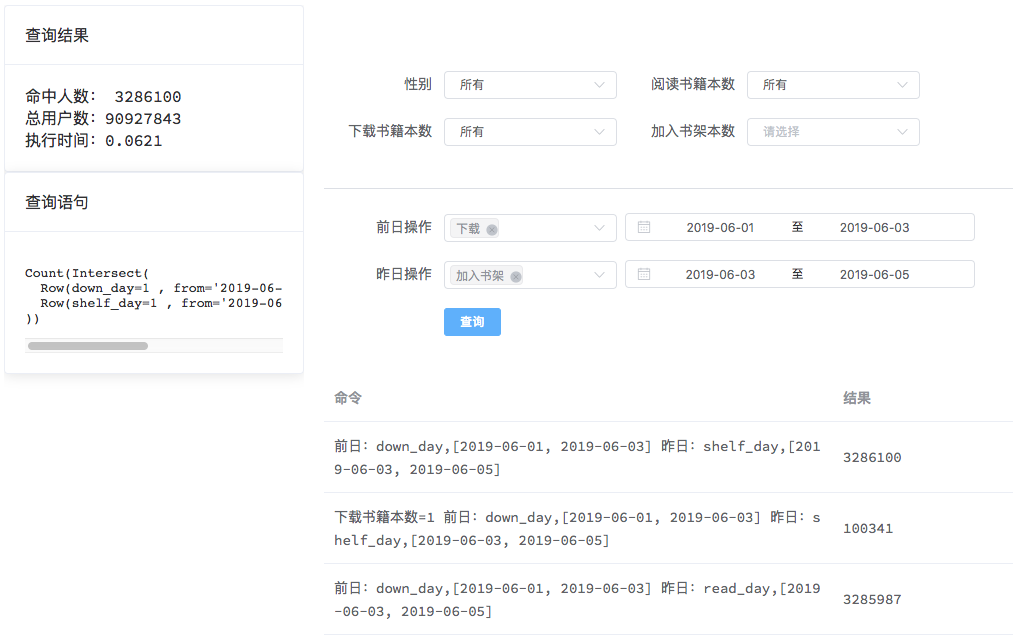 查询结果
命中人数： 3286100
总用户数：90927843
执行时间：0.0621
查询语句
Count(Intersect(
Row(down_day=1 , from='2019-06-
Row(shelf_day=1 , from='2019-06
))
性别 所有 阅读书籍本数 所有
下载书籍本数 所有 加入书架本数 请选择
前日操作 下载 2019-06-01 至 2019-06-03
昨日操作 加入书架 2019-06-03 至 2019-06-05
查询
命令 结果
前日：down_day,[2019-06-01, 2019-06-03] 昨日：shelf_day,[201
9-06-03, 2019-06-05]
3286100
下载书籍本数=1 前日：down_day,[2019-06-01, 2019-06-03] 昨日：s
helf_day,[2019-06-03, 2019-06-05]
100341
前日：down_day,[2019-06-01, 2019-06-03] 昨日：read_day,[2019
-06-03, 2019-06-05]
3285987